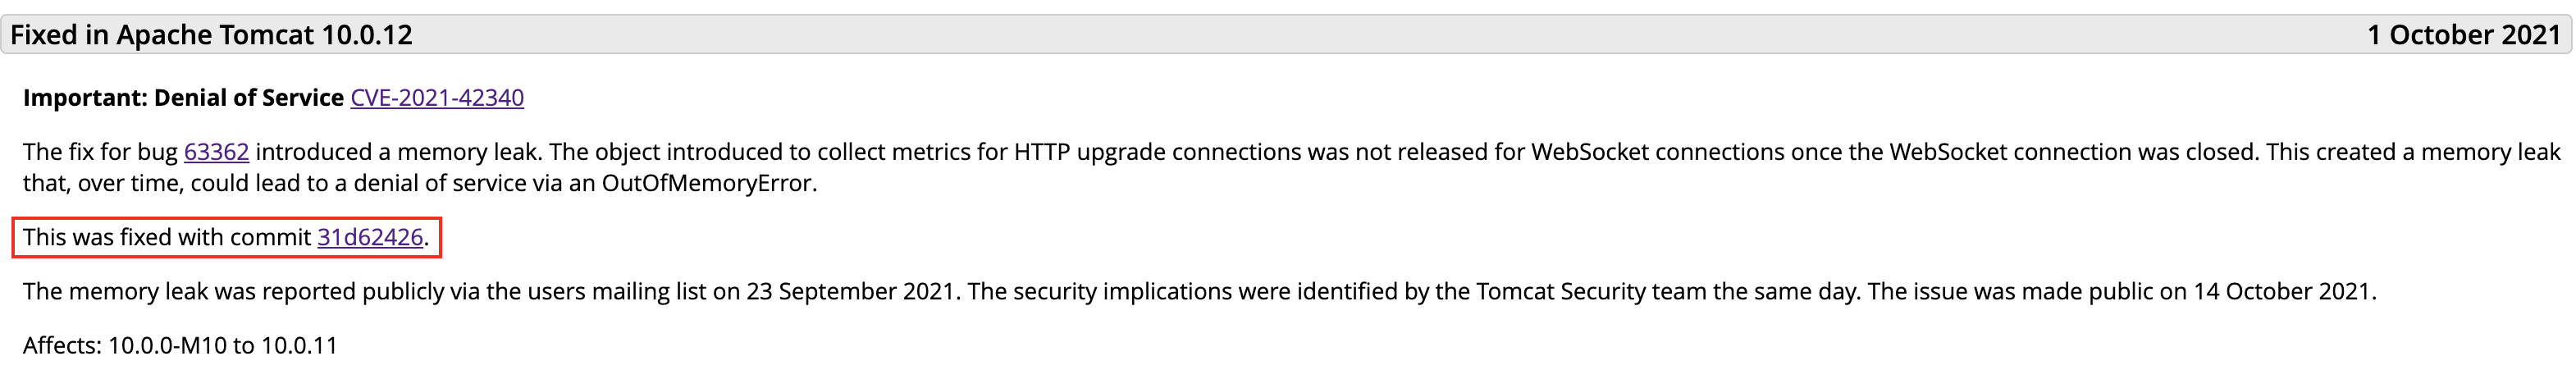 Fixed in Apache Tomcat 10.0.12 1 October 2021
Important: Denial of Service CVE-2021-42340
The fix for bug 63362 introduced a memory leak. The object introduced to collect metrics for HTTP upgrade connections was not released for WebSocket connections once the WebSocket connection was closed. This created a memory leak
that, over time, could lead to a denial of service via an OutOfMemoryError.
This was fixed with commit 31d62426.
The memory leak was reported publicly via the users mailing list on 23 September 2021. The security implications were identified by the Tomcat Security team the same day. The issue was made public on 14 October 2021.
Affects: 10.0.0-M10 to 10.0.11